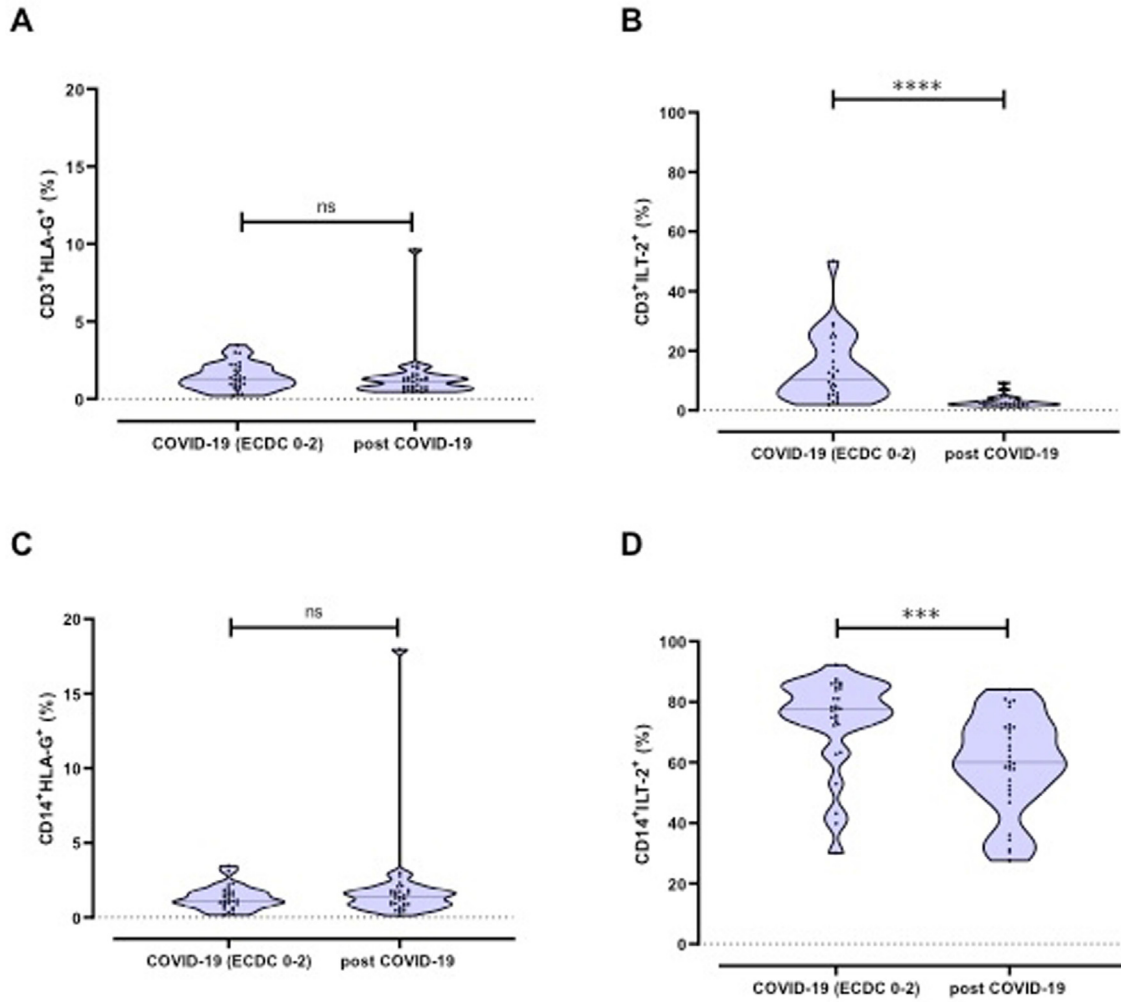 A
20
15
10
5
0
CD3⁺HLA-G⁺ (%)
ns
COVID-19 (ECDC 0-2) post COVID-19
B
100
80
60
40
20
0
CD3⁺ILT-2⁺ (%)
****
COVID-19 (ECDC 0-2) post COVID-19
C
20
15
10
5
0
CD14⁺HLA-G⁺ (%)
ns
COVID-19 (ECDC 0-2) post COVID-19
D
100
80
60
40
20
0
CD14⁺ILT-2⁺ (%)
***
COVID-19 (ECDC 0-2) post COVID-19